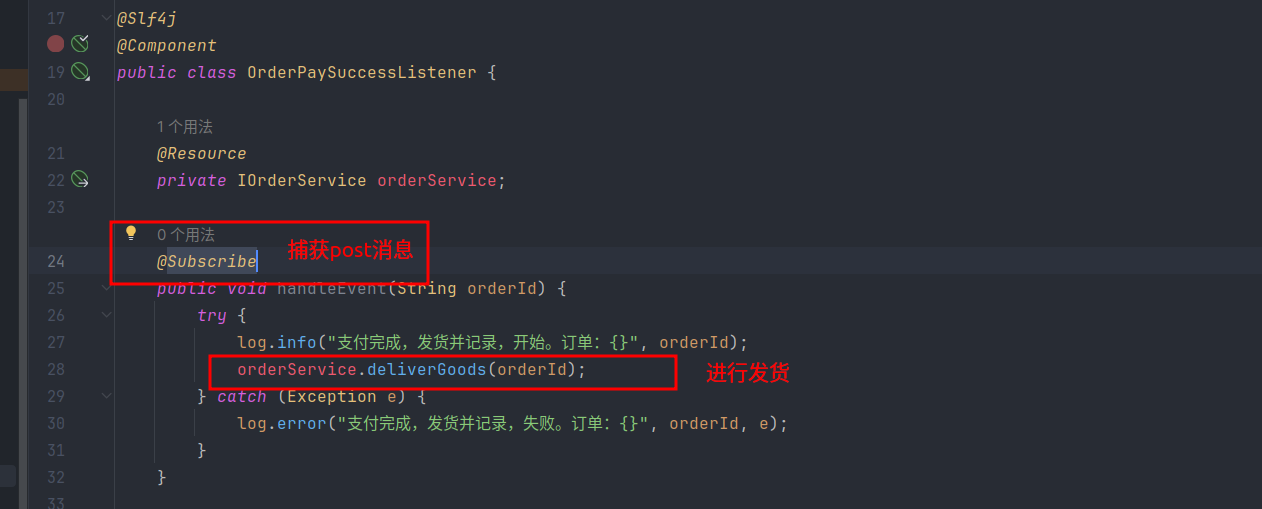 17 @Slf4j
@Component
19 public class OrderPaySuccessListener {
20
1个用法
21 @Resource
22 private IOrderService orderService;
23
0个用法
捕获post消息
24 @Subscribe
25 public void handleEvent(String orderId) {
26 try {
27 log.info("支付完成，发货并记录，开始。订单：{}", orderId);
28 orderService.deliverGoods(orderId); 进行发货
29 } catch (Exception e) {
30 log.error("支付完成，发货并记录，失败。订单：{}", orderId, e);
31 }
32 }
33